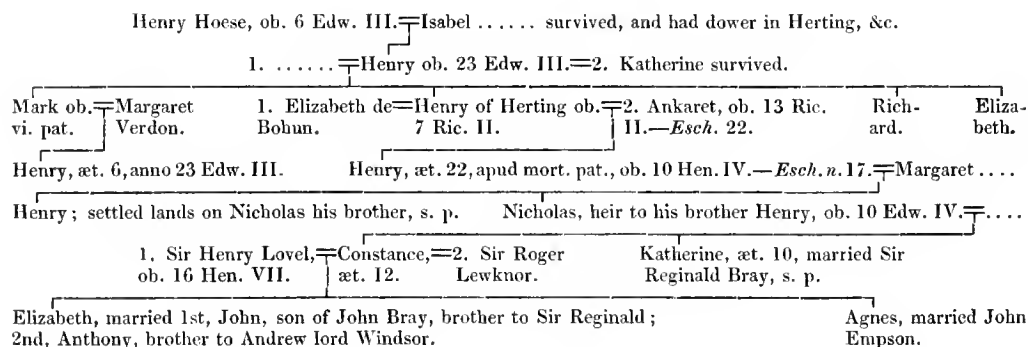 Henry Hoese, ob. 6 Edw. III.=Isabel ...... survived, and had dower in Herting, &c.
1. ...... =Henry ob. 23 Edw. III.=2. Katherine survived.
Mark ob.=Margaret 1. Elizabeth de=Henry of Herting ob.=2. Ankaret, ob. 13 Ric. Rich- Eliza-
vi. pat. Verdon. Bohun. 7 Ric. II. II.—Esch. 22. ard. beth.
Henry, æt. 6, anno 23 Edw. III. Henry, æt. 22, apud mort. pat., ob. 10 Hen. IV.—Esch. n. 17.=Margaret ....
Henry; settled lands on Nicholas his brother, s. p. Nicholas, heir to his brother Henry, ob. 10 Edw. IV.=....
1. Sir Henry Lovel,=Constance,=2. Sir Roger Katherine, æt. 10, married Sir
ob. 16 Hen. VII. æt. 12. Lewknor. Reginald Bray, s. p.
Elizabeth, married 1st, John, son of John Bray, brother to Sir Reginald; Agnes, married John
2nd, Anthony, brother to Andrew lord Windsor. Empson.